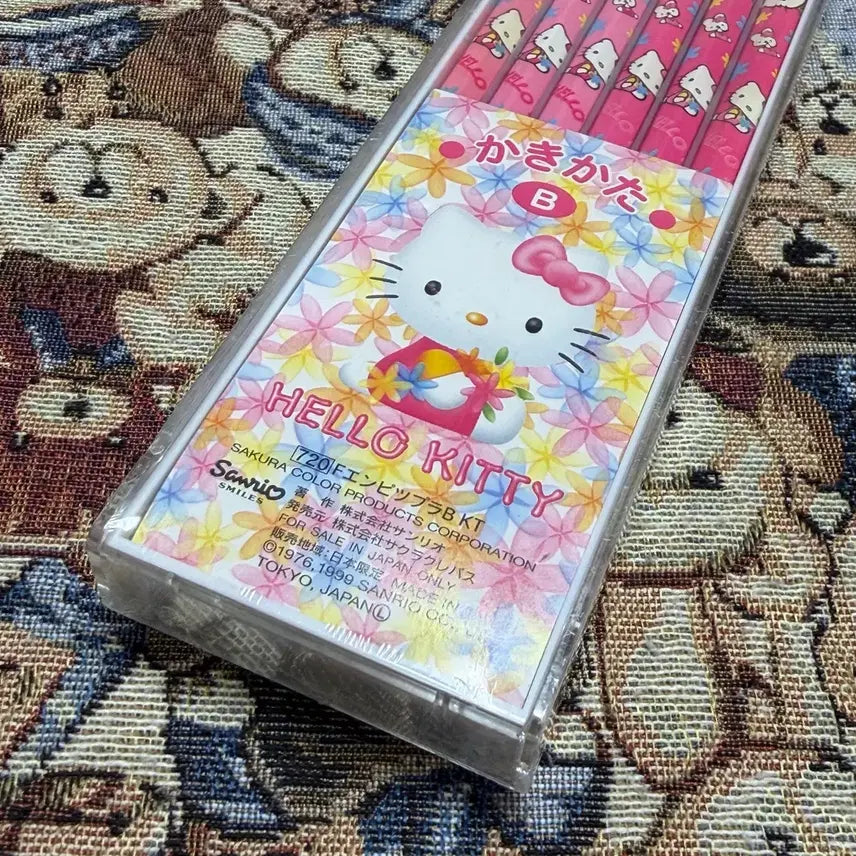 かきかた
B
HELLO KITTY
720 FエンピツプラB KT
SAKURA COLOR PRODUCTS CORPORATION
Sanrio
SMILES
著 作 株式会社サンリオ
発売元 株式会社サクラクレパス
FOR SALE IN JAPAN ONLY
販売地域:日本限定 MADE IN
©1976, 1999 SANRIO CO.,
TOKYO, JAPAN Ⓛ